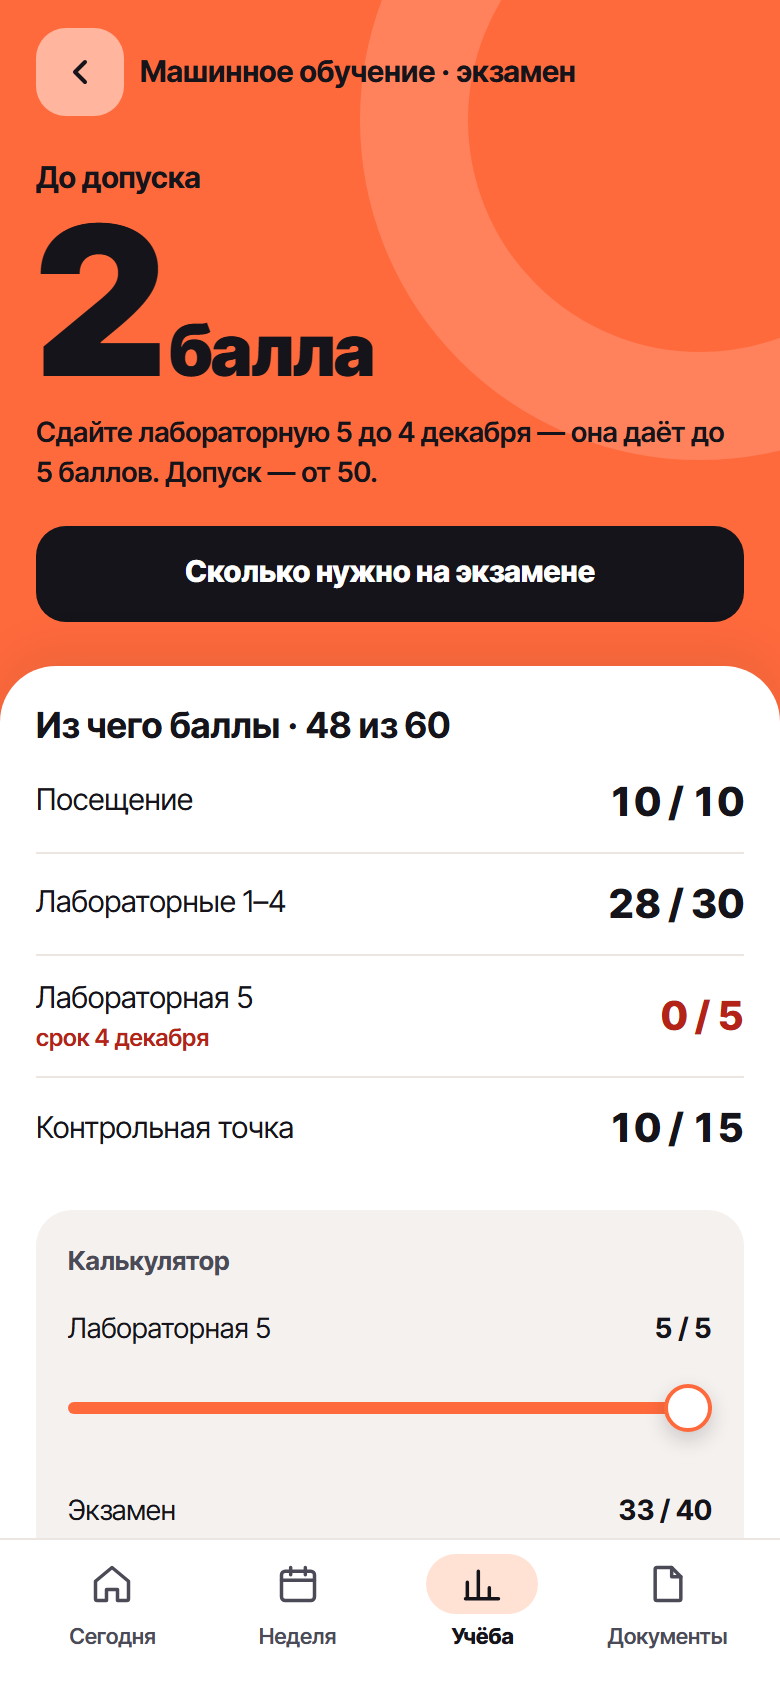 Машинное обучение · экзамен
До допуска
2 балла
Сдайте лабораторную 5 до 4 декабря — она даёт до
5 баллов. Допуск — от 50.
Сколько нужно на экзамене
Из чего баллы · 48 из 60
Посещение 10 / 10
Лабораторные 1–4 28 / 30
Лабораторная 5 0 / 5
срок 4 декабря
Контрольная точка 10 / 15
Калькулятор
Лабораторная 5 5 / 5
Экзамен 33 / 40
Сегодня Неделя Учёба Документы